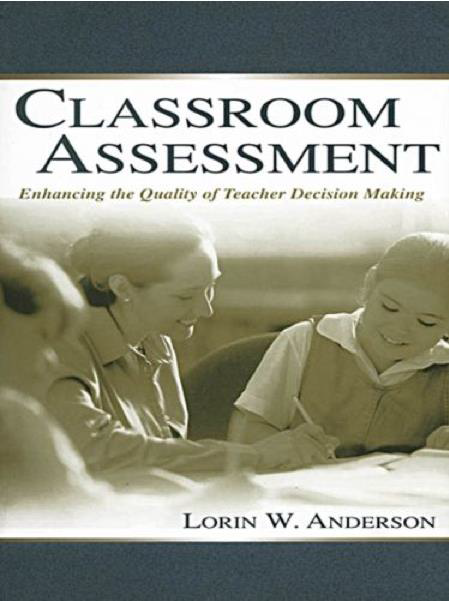 CLASSROOM
ASSESSMENT
Enhancing the Quality of Teacher Decision Making
LORIN W. ANDERSON